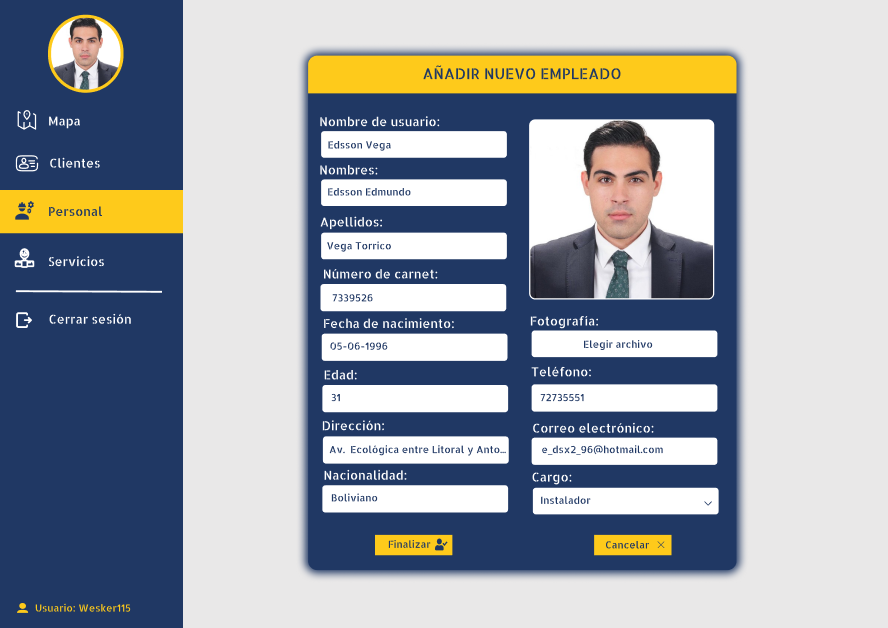 Mapa
Clientes
Personal
Servicios
Cerrar sesión
Usuario: Wesker115
AÑADIR NUEVO EMPLEADO
Nombre de usuario:
Edsson Vega
Nombres:
Edsson Edmundo
Apellidos:
Vega Torrico
Número de carnet:
7339526
Fecha de nacimiento:
05-06-1996
Edad:
31
Dirección:
Av. Ecológica entre Litoral y Anto...
Nacionalidad:
Boliviano
Fotografía:
Elegir archivo
Teléfono:
72735551
Correo electrónico:
e_dsx2_96@hotmail.com
Cargo:
Instalador
Finalizar
Cancelar